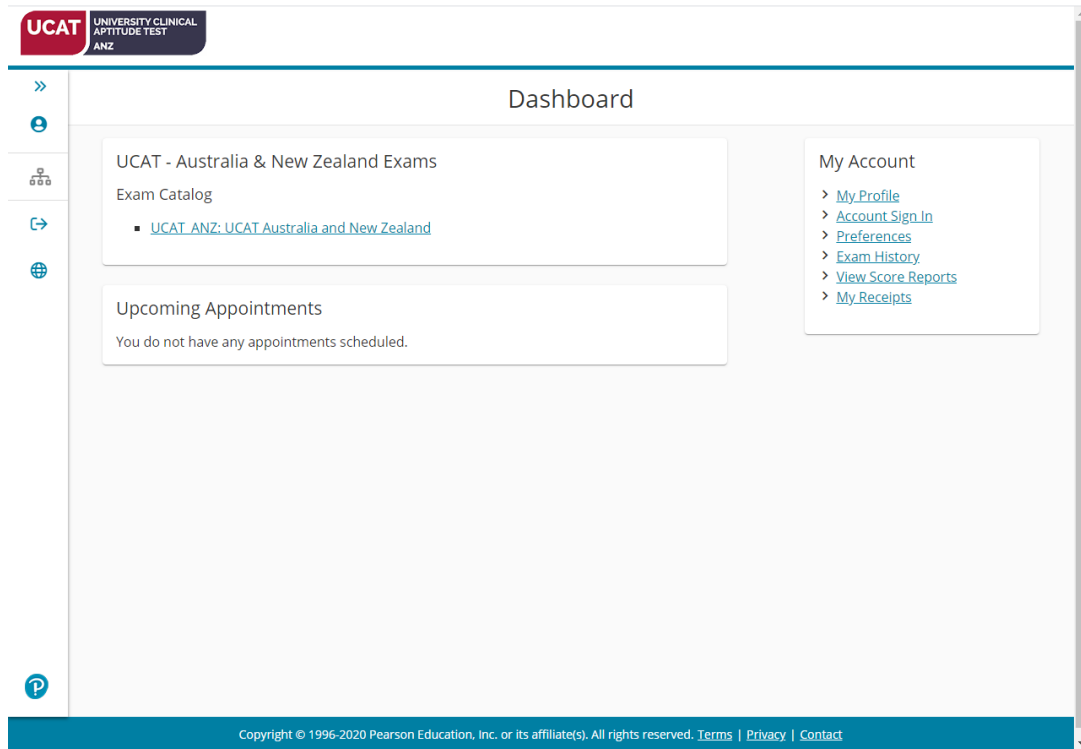 UCAT
UNIVERSITY CLINICAL
APTITUDE TEST
ANZ
Dashboard
UCAT - Australia & New Zealand Exams
Exam Catalog
UCAT ANZ: UCAT Australia and New Zealand
Upcoming Appointments
You do not have any appointments scheduled.
My Account
My Profile
Account Sign In
Preferences
Exam History
View Score Reports
My Receipts
Copyright © 1996-2020 Pearson Education, Inc. or its affiliate(s). All rights reserved. Terms | Privacy | Contact